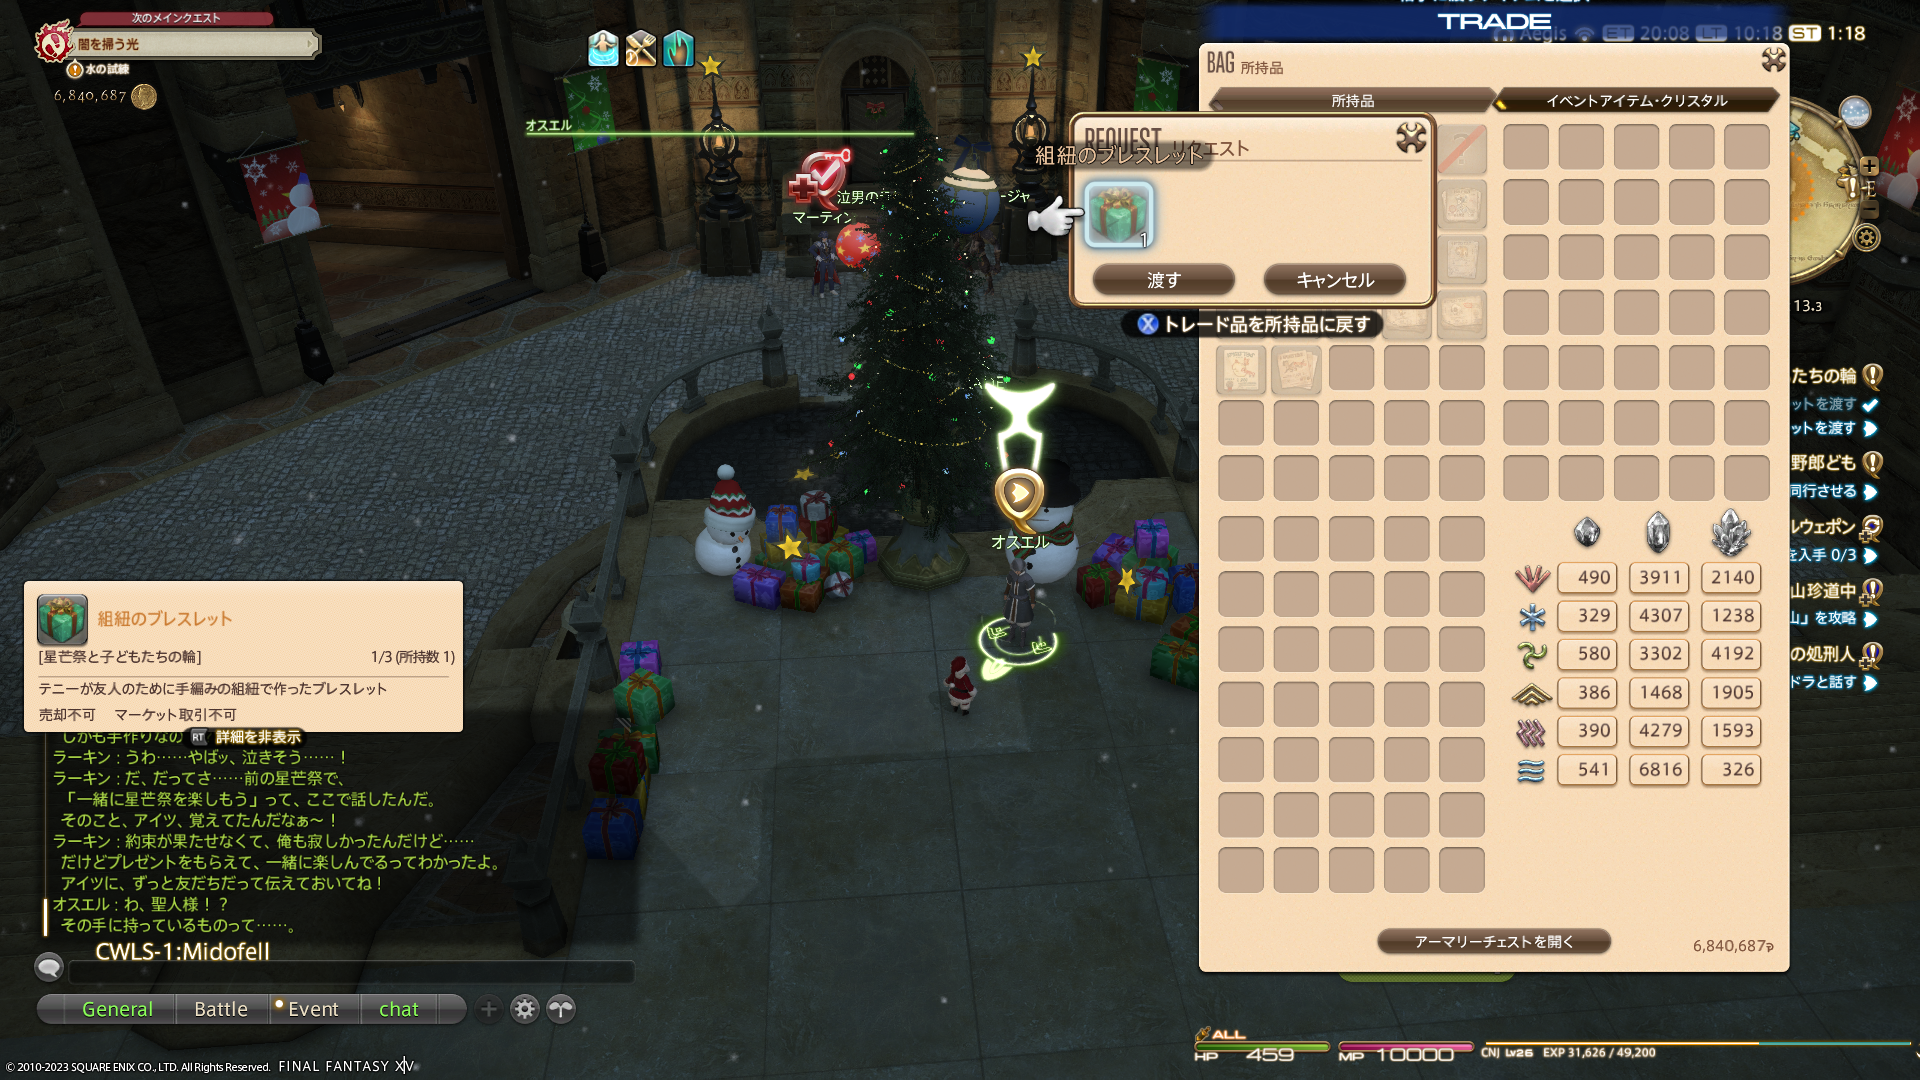 次のメインクエスト
闇を掃う光
水の試練
6,840,687
オスエル
マーティン
泣男の
ージャ
TRADE
Aegis ET 20:08 LT 10:18 ST 1:18
BAG 所持品
所持品
イベントアイテム・クリスタル
REQUEST リクエスト
組紐のブレスレット
1
渡す
キャンセル
X トレード品を所持品に戻す
13.3
たちの輪
ットを渡す
ットを渡す
野郎ども
同行させる
ルウェポン
を入手 0/3
山珍道中
山」を攻略
の処刑人
ドラと話す
オスエル
490 3911 2140
329 4307 1238
580 3302 4192
386 1468 1905
390 4279 1593
541 6816 326
アーマリーチェストを開く
6,840,687
組紐のブレスレット
[星芒祭と子どもたちの輪]
1/3 (所持数 1)
テニーが友人のために手編みの組紐で作ったブレスレット
売却不可 マーケット取引不可
RT 詳細を非表示
しかも手作りなの
ラーキン : うわ……やばッ、泣きそう……！
ラーキン : だ、だってさ……前の星芒祭で、
「一緒に星芒祭を楽しもう」って、ここで話したんだ。
そのこと、アイツ、覚えてたんだなぁ～！
ラーキン : 約束が果たせなくて、俺も寂しかったんだけど……
だけどプレゼントをもらえて、一緒に楽しんでるってわかったよ。
アイツに、ずっと友だちだって伝えておいてね！
オスエル : わ、聖人様！？
その手に持っているものって……。
CWLS-1:Midofell
General Battle Event chat
© 2010-2023 SQUARE ENIX CO., LTD. All Rights Reserved. FINAL FANTASY XIV
ALL
HP 459 MP 10000 CNJ Lv26 EXP 31,626 / 49,200